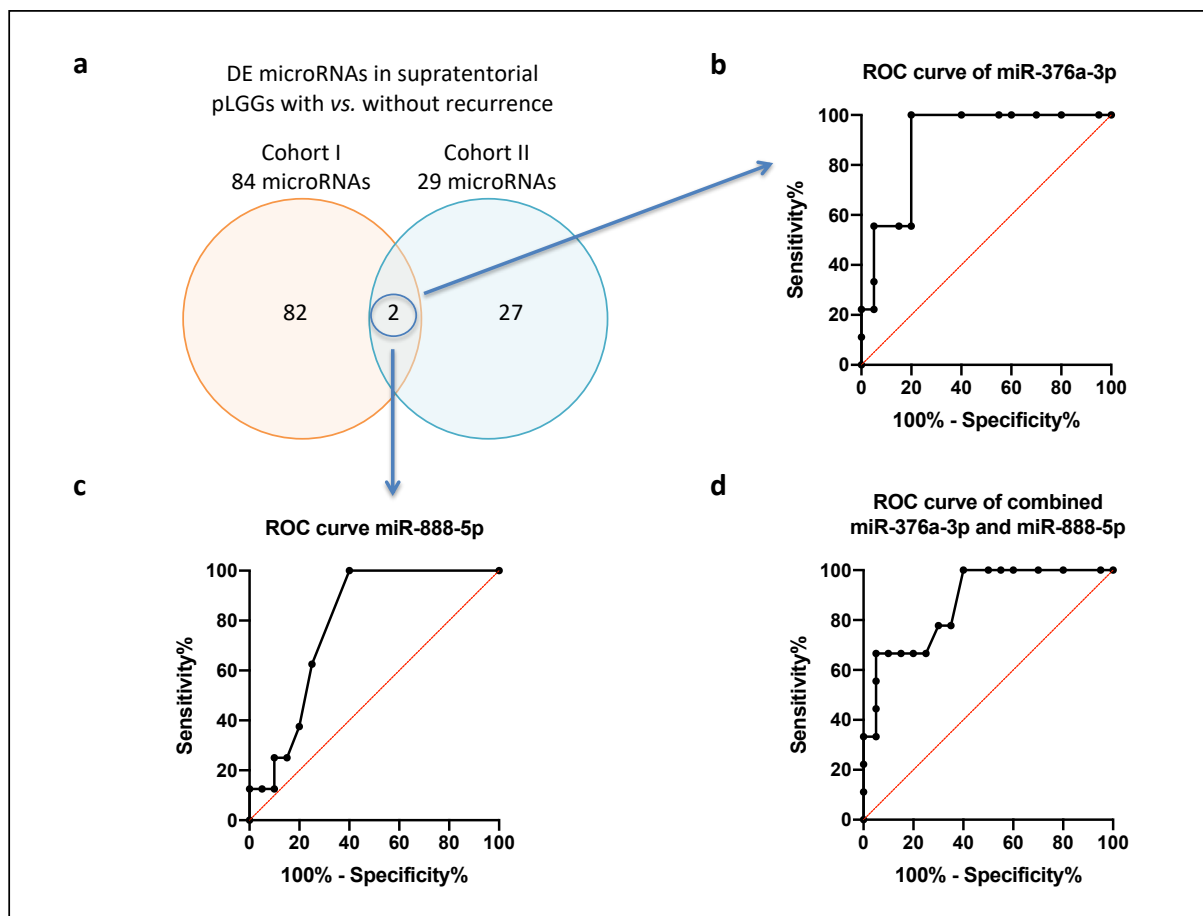 a
DE microRNAs in supratentorial
pLGGs with vs. without recurrence
Cohort I
84 microRNAs
Cohort II
29 microRNAs
82
2
27
b
ROC curve of miR-376a-3p
100
80
60
40
20
0
Sensitivity%
0 20 40 60 80 100
100% - Specificity%
c
ROC curve miR-888-5p
100
80
60
40
20
0
Sensitivity%
0 20 40 60 80 100
100% - Specificity%
d
ROC curve of combined
miR-376a-3p and miR-888-5p
100
80
60
40
20
0
Sensitivity%
0 20 40 60 80 100
100% - Specificity%